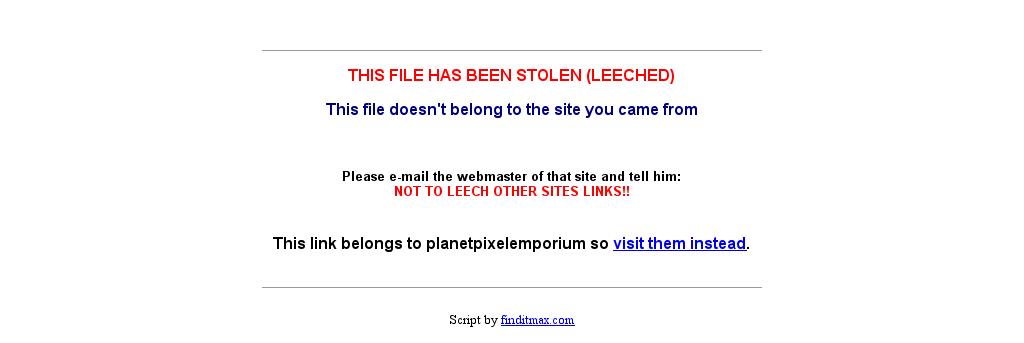 THIS FILE HAS BEEN STOLEN (LEECHED)
This file doesn't belong to the site you came from
Please e-mail the webmaster of that site and tell him:
NOT TO LEECH OTHER SITES LINKS!!
This link belongs to planetpixelemporium so visit them instead.
Script by finditmax.com